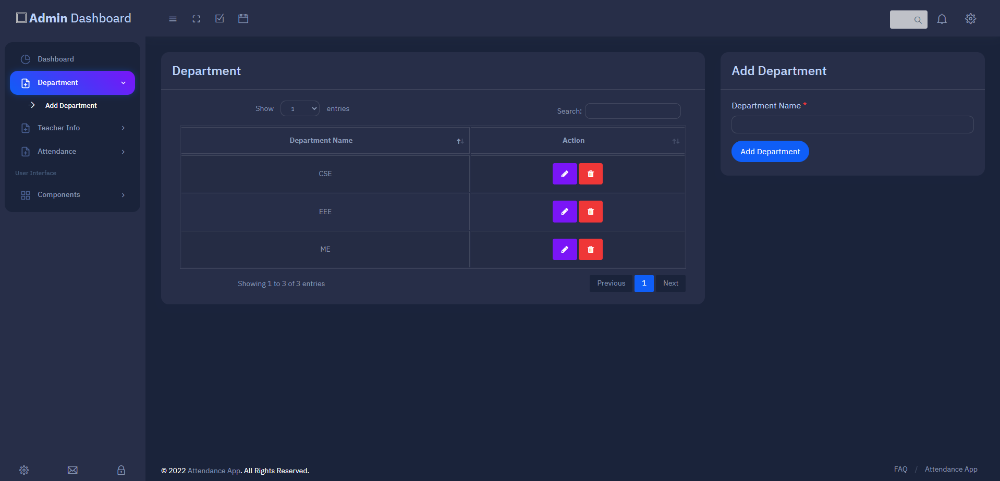 Admin Dashboard
Dashboard
Department
Add Department
Teacher Info
Attendance
User Interface
Components
Department
Show 1 entries
Search:
Department Name
Action
CSE
EEE
ME
Showing 1 to 3 of 3 entries
Previous 1 Next
Add Department
Department Name *
Add Department
© 2022 Attendance App. All Rights Reserved.
FAQ / Attendance App